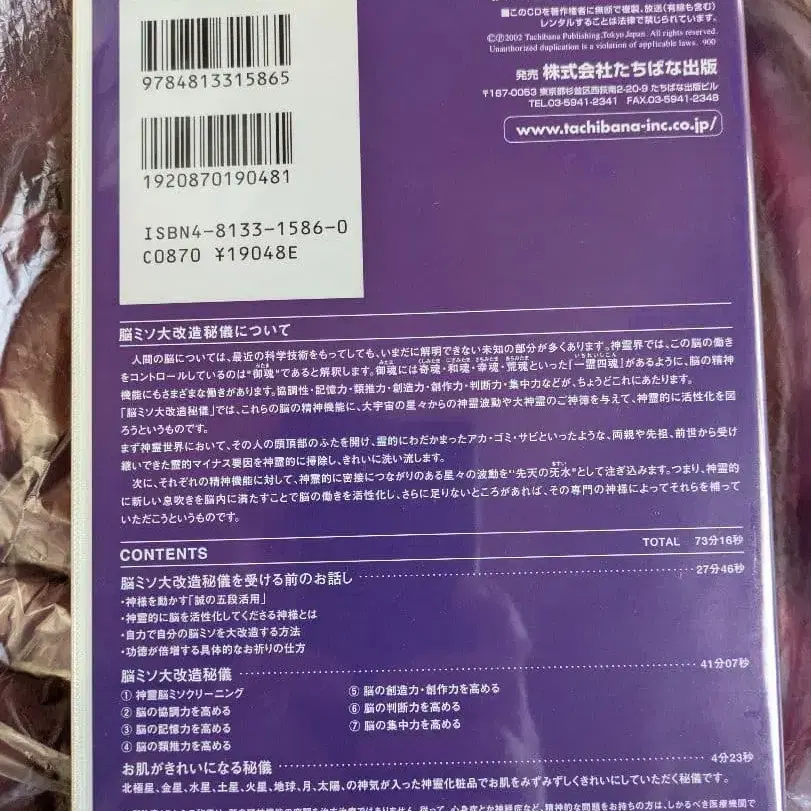 ■このCDを著作権者に無断で複製、放送(有線も含む)
レンタルすることは法律で禁じられています。
©Ⓟ2002 Tachibana Publishing.Tokyo Japan. All rights reserved.
Unauthorized duplication is a violation of applicable laws. 900
発売 株式会社たちばな出版
〒167-0053 東京都杉並区西荻南2-20-9 たちばな出版ビル
TEL.03-5941-2341 FAX.03-5941-2348
www.tachibana-inc.co.jp/
9784813315865
1920870190481
ISBN4-8133-1586-0
C0870 ¥19048E
脳ミソ大改造秘儀について
人間の脳については、最近の科学技術をもってしても、いまだに解明できない未知の部分が多くあります。神霊界では、この脳の働き
をコントロールしているのは"御魂"であると解釈します。御魂には奇魂・和魂・幸魂・荒魂といった「一霊四魂」があるように、脳の精神
機能にもさまざまな働きがあります。協調性・記憶力・類推力・創造力・創作力・判断力・集中力などが、ちょうどこれにあたります。
「脳ミソ大改造秘儀」では、これらの脳の精神機能に、大宇宙の星々からの神霊波動や大神霊のご神徳を与えて、神霊的に活性化を図
ろうというものです。
まず神霊世界において、その人の頭頂部のふたを開け、霊的にわだかまったアカ・ゴミ・サビといったような、両親や先祖、前世から受け
継いできた霊的マイナス要因を神霊的に掃除し、きれいに洗い流します。
次に、それぞれの精神機能に対して、神霊的に密接につながりのある星々の波動を"先天の天水"として注ぎ込みます。つまり、神霊的
に新しい息吹きを脳内に満たすことで脳の働きを活性化し、さらに足りないところがあれば、その専門の神様によってそれらを補って
いただこうというものです。
CONTENTS
TOTAL 73分16秒
脳ミソ大改造秘儀を受ける前のお話し 27分46秒
・神様を動かす「誠の五段活用」
・神霊的に脳を活性化してくださる神様とは
・自力で自分の脳ミソを大改造する方法
・功徳が倍増する具体的なお祈りの仕方
脳ミソ大改造秘儀 41分07秒
① 神霊脳ミソクリーニング
② 脳の協調力を高める
③ 脳の記憶力を高める
④ 脳の類推力を高める
⑤ 脳の創造力・創作力を高める
⑥ 脳の判断力を高める
⑦ 脳の集中力を高める
お肌がきれいになる秘儀 4分23秒
北極星、金星、水星、土星、火星、地球、月、太陽、の神気が入った神霊化粧品でお肌をみずみずしくきれいにしていただく秘儀です。